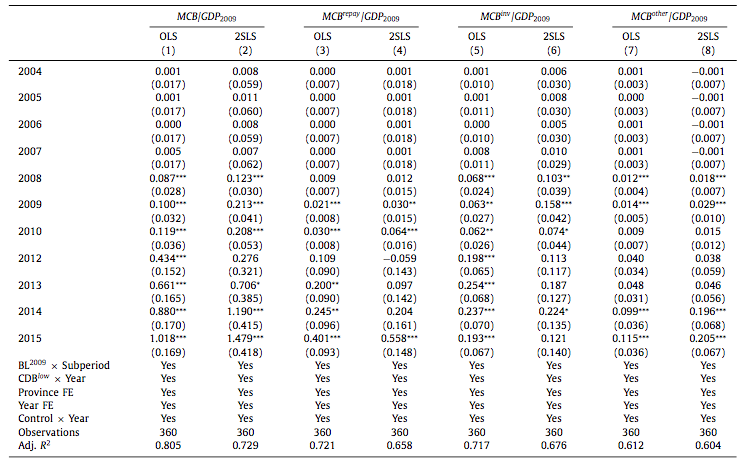 MCB/GDP2009 MCBrepay/GDP2009 MCBinv/GDP2009 MCBother/GDP2009
OLS 2SLS OLS 2SLS OLS 2SLS OLS 2SLS
(1) (2) (3) (4) (5) (6) (7) (8)
2004 0.001 0.008 0.000 0.001 0.001 0.006 0.001 −0.001
(0.017) (0.059) (0.007) (0.018) (0.010) (0.030) (0.003) (0.007)
2005 0.001 0.011 0.000 0.001 0.001 0.008 0.000 −0.001
(0.017) (0.060) (0.007) (0.018) (0.011) (0.030) (0.003) (0.007)
2006 0.000 0.008 0.000 0.001 0.000 0.005 0.001 −0.001
(0.017) (0.059) (0.007) (0.018) (0.010) (0.030) (0.003) (0.007)
2007 0.005 0.007 0.000 0.001 0.008 0.010 0.001 −0.001
(0.017) (0.062) (0.007) (0.018) (0.011) (0.029) (0.003) (0.007)
2008 0.087*** 0.123*** 0.009 0.012 0.068*** 0.103** 0.012*** 0.018***
(0.028) (0.030) (0.007) (0.015) (0.024) (0.039) (0.004) (0.007)
2009 0.100*** 0.213*** 0.021*** 0.030** 0.063** 0.158*** 0.014*** 0.029***
(0.032) (0.041) (0.008) (0.015) (0.027) (0.042) (0.005) (0.010)
2010 0.119*** 0.208*** 0.030*** 0.064*** 0.062** 0.074* 0.009 0.015
(0.036) (0.053) (0.008) (0.016) (0.026) (0.044) (0.007) (0.012)
2012 0.434*** 0.276 0.109 −0.059 0.198*** 0.113 0.040 0.038
(0.152) (0.321) (0.090) (0.143) (0.065) (0.117) (0.034) (0.059)
2013 0.661*** 0.706* 0.200** 0.097 0.254*** 0.187 0.048 0.046
(0.165) (0.385) (0.090) (0.142) (0.068) (0.127) (0.031) (0.056)
2014 0.880*** 1.190*** 0.245** 0.204 0.237*** 0.224* 0.099*** 0.196***
(0.170) (0.415) (0.096) (0.161) (0.070) (0.135) (0.036) (0.068)
2015 1.018*** 1.479*** 0.401*** 0.558*** 0.193*** 0.121 0.115*** 0.205***
(0.169) (0.418) (0.093) (0.148) (0.067) (0.140) (0.036) (0.067)
BL2009 × Subperiod Yes Yes Yes Yes Yes Yes Yes Yes
CDBlow × Year Yes Yes Yes Yes Yes Yes Yes Yes
Province FE Yes Yes Yes Yes Yes Yes Yes Yes
Year FE Yes Yes Yes Yes Yes Yes Yes Yes
Control × Year Yes Yes Yes Yes Yes Yes Yes Yes
Observations 360 360 360 360 360 360 360 360
Adj. R2 0.805 0.729 0.721 0.658 0.717 0.676 0.612 0.604